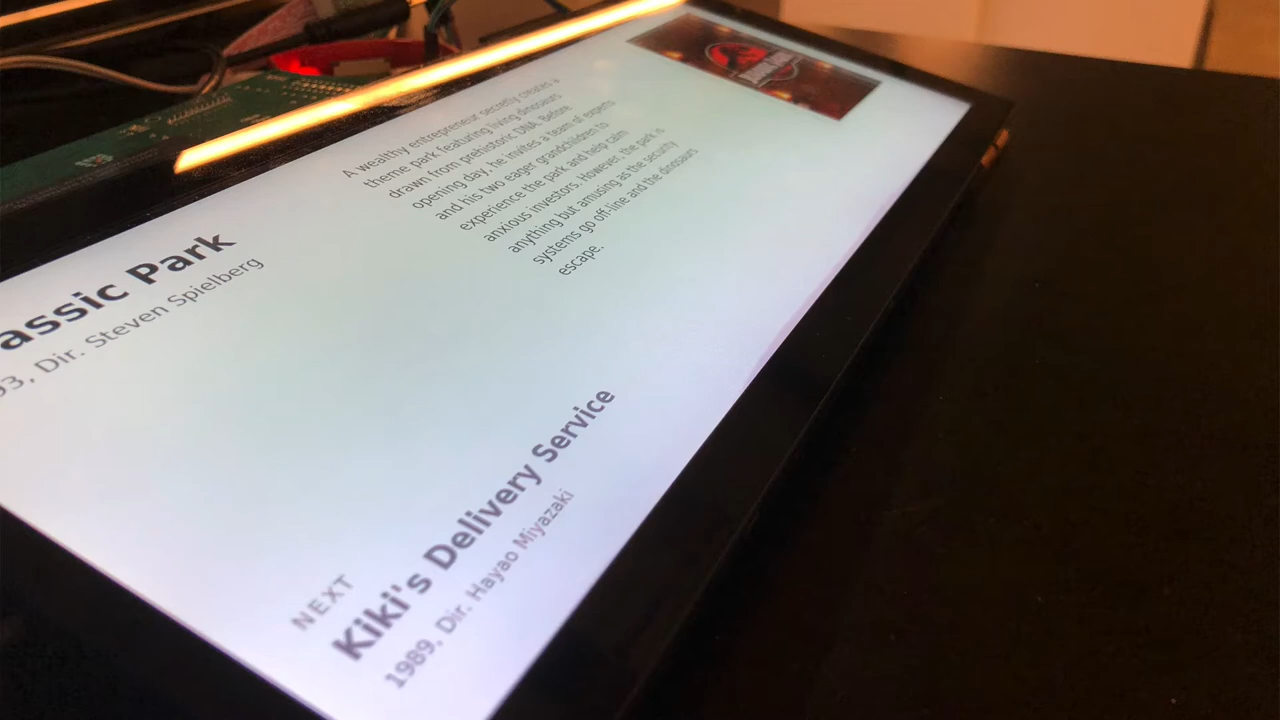 assic Park
93, Dir. Steven Spielberg
A wealthy entrepreneur secretly creates a
theme park featuring living dinosaurs
drawn from prehistoric DNA. Before
opening day, he invites a team of experts
and his two eager grandchildren to
experience the park and help calm
anxious investors. However, the park is
anything but amusing as the security
systems go off-line and the dinosaurs
escape.
NEXT
Kiki's Delivery Service
1989. Dir. Hayao Miyazaki